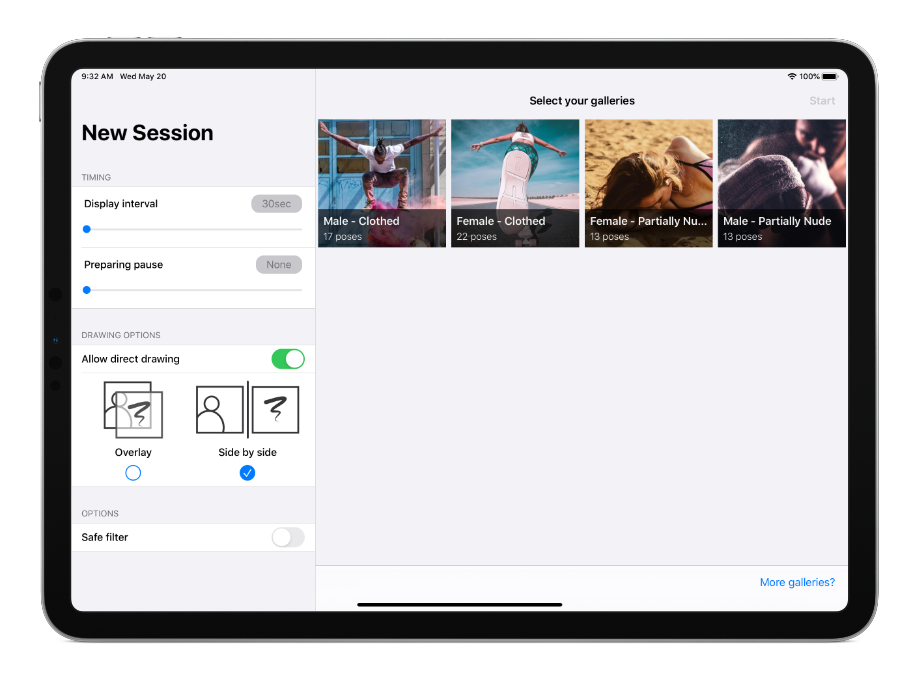 9:32 AM Wed May 20
100%
New Session
TIMING
Display interval
30sec
Preparing pause
None
DRAWING OPTIONS
Allow direct drawing
Overlay
Side by side
OPTIONS
Safe filter
Select your galleries
Start
Male - Clothed
17 poses
Female - Clothed
22 poses
Female - Partially Nu...
13 poses
Male - Partially Nude
13 poses
More galleries?